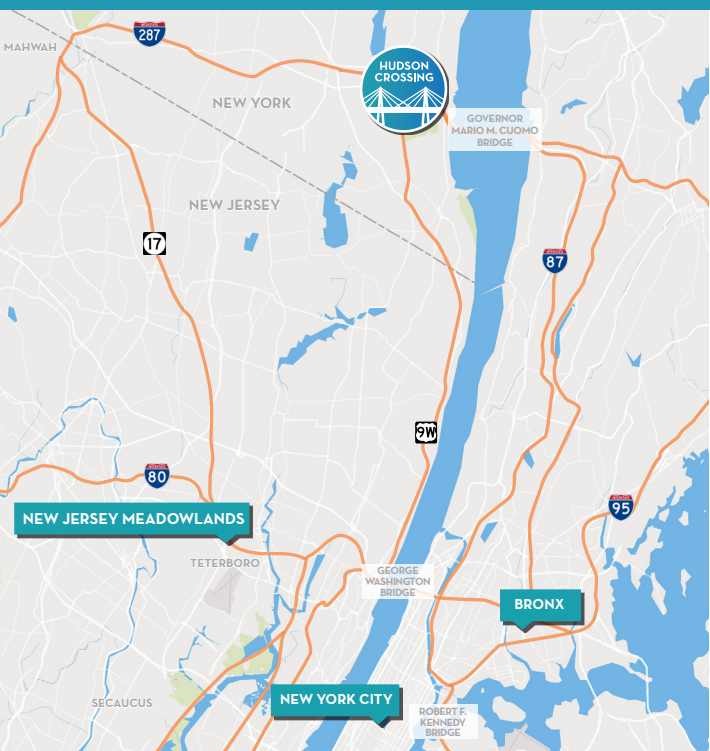 287
MAHWAH
HUDSON
CROSSING
NEW YORK
GOVERNOR
MARIO M. CUOMO
BRIDGE
NEW JERSEY
17
87
9W
80
95
NEW JERSEY MEADOWLANDS
TETERBORO
GEORGE
WASHINGTON
BRIDGE
BRONX
SECAUCUS
NEW YORK CITY
ROBERT F.
KENNEDY
BRIDGE